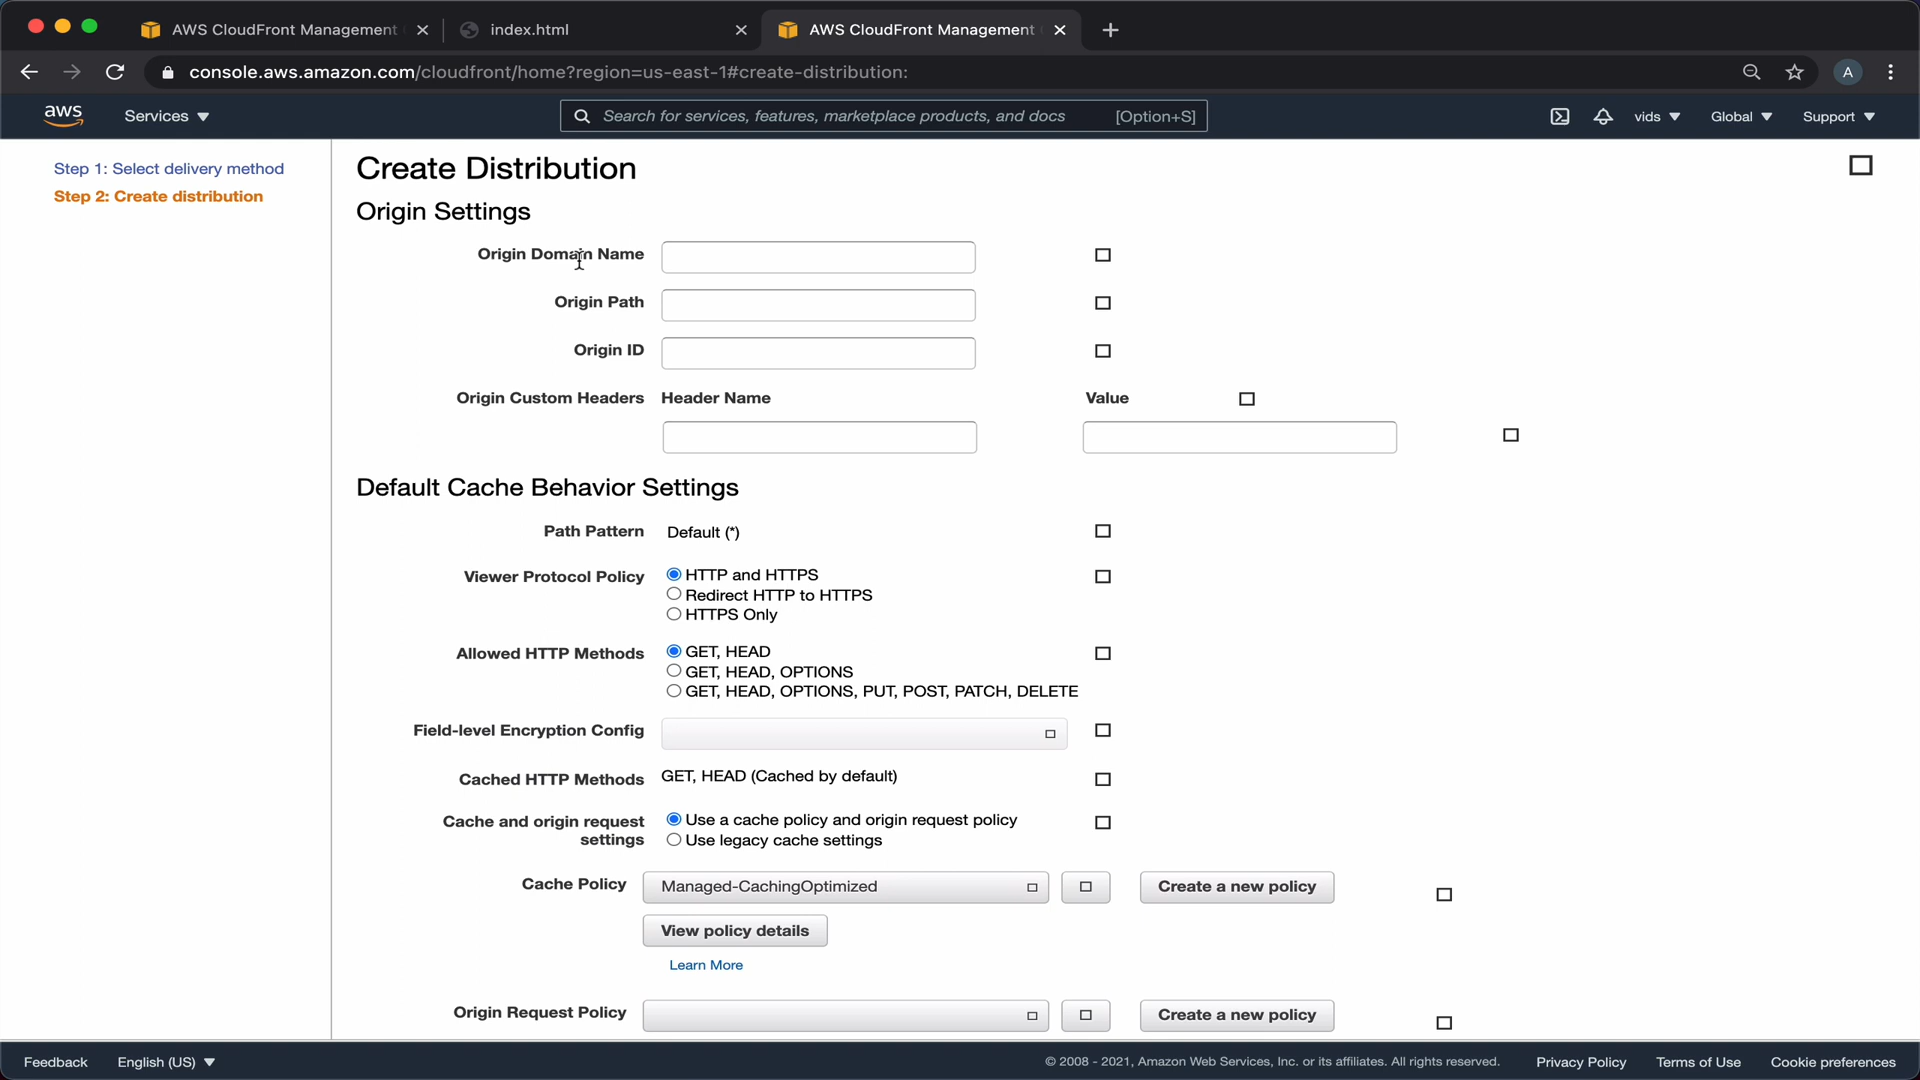 AWS CloudFront Management
index.html
AWS CloudFront Management
console.aws.amazon.com/cloudfront/home?region=us-east-1#create-distribution:
A
aws
Services
Search for services, features, marketplace products, and docs
[Option+S]
vids
Global
Support
Step 1: Select delivery method
Step 2: Create distribution
Create Distribution
Origin Settings
Origin Domain Name
Origin Path
Origin ID
Origin Custom Headers Header Name Value
Default Cache Behavior Settings
Path Pattern Default (*)
Viewer Protocol Policy HTTP and HTTPS
Redirect HTTP to HTTPS
HTTPS Only
Allowed HTTP Methods GET, HEAD
GET, HEAD, OPTIONS
GET, HEAD, OPTIONS, PUT, POST, PATCH, DELETE
Field-level Encryption Config
Cached HTTP Methods GET, HEAD (Cached by default)
Cache and origin request settings
Use a cache policy and origin request policy
Use legacy cache settings
Cache Policy Managed-CachingOptimized Create a new policy
View policy details
Learn More
Origin Request Policy Create a new policy
Feedback English (US) © 2008 - 2021, Amazon Web Services, Inc. or its affiliates. All rights reserved. Privacy Policy Terms of Use Cookie preferences